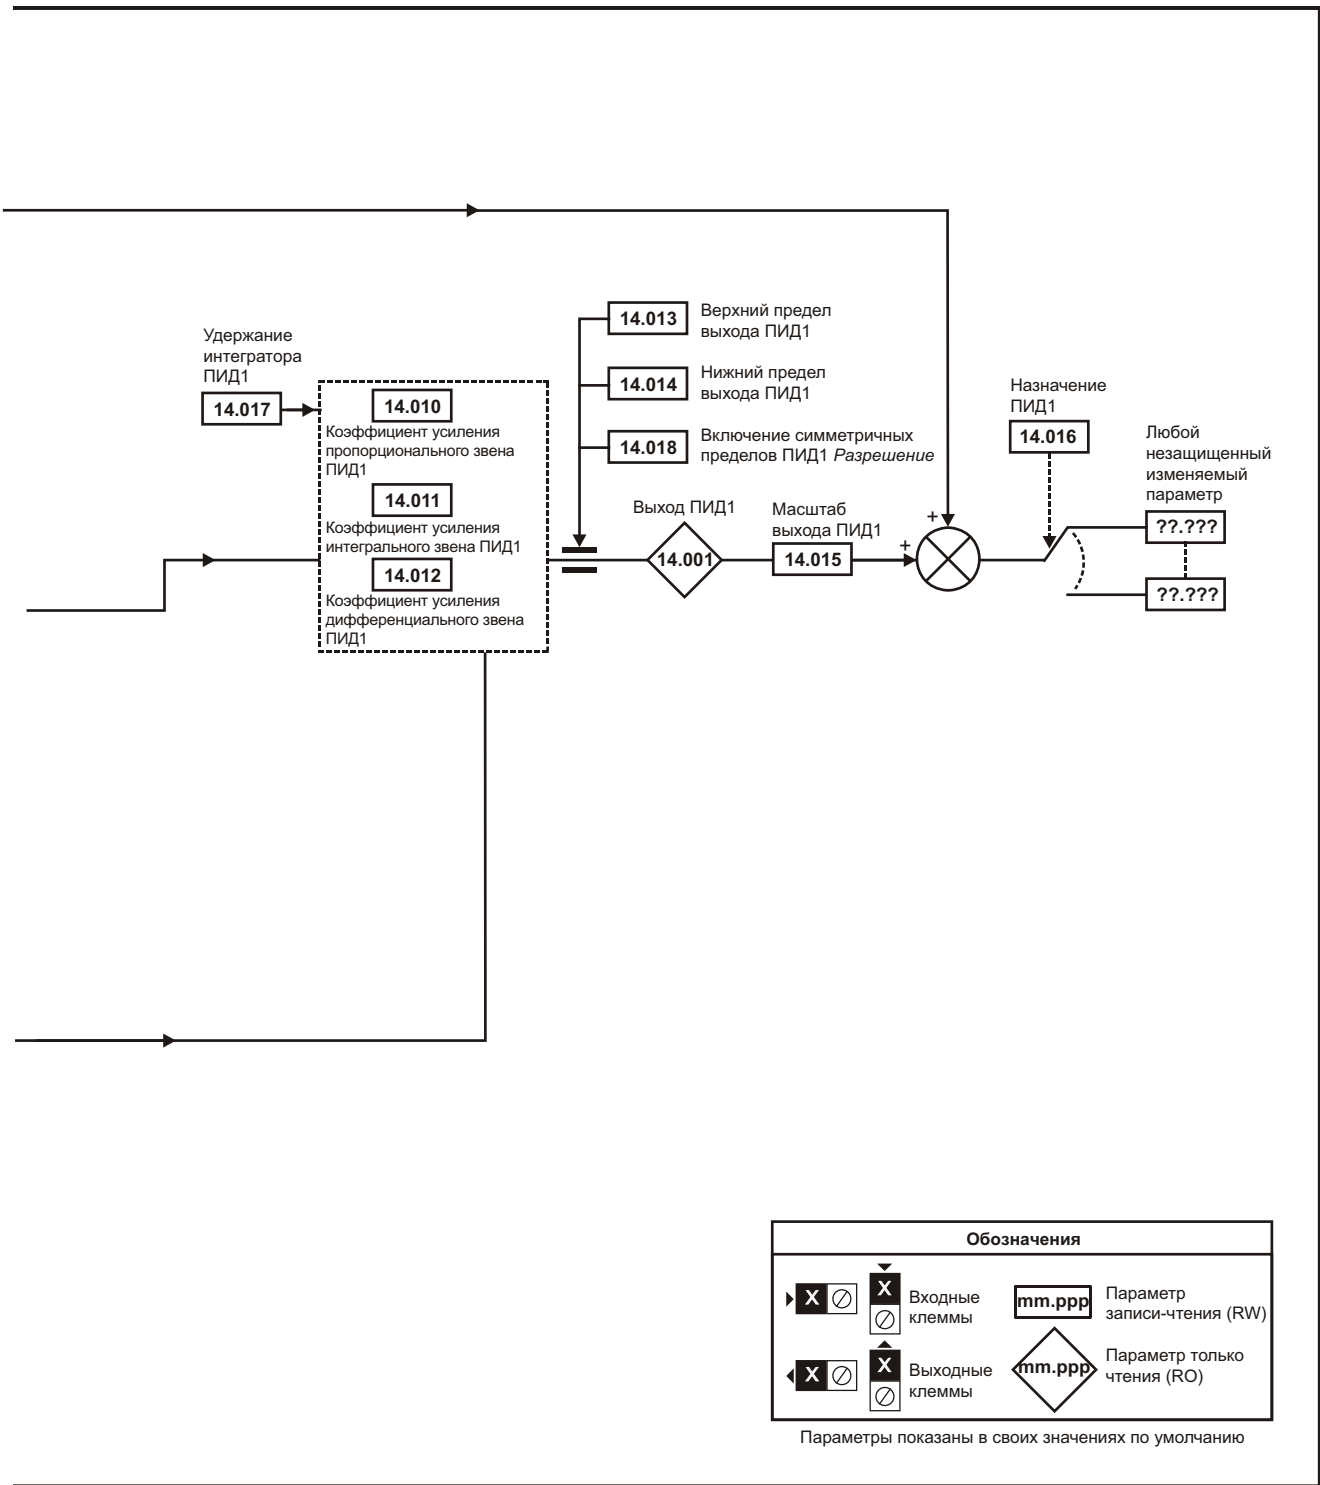 Удержание
интегратора
ПИД1
14.017
14.010
Коэффициент усиления
пропорционального звена
ПИД1
14.011
Коэффициент усиления
интегрального звена ПИД1
14.012
Коэффициент усиления
дифференциального звена
ПИД1
14.013
Верхний предел
выхода ПИД1
14.014
Нижний предел
выхода ПИД1
14.018
Включение симметричных
пределов ПИД1 Разрешение
Выход ПИД1
14.001
Масштаб
выхода ПИД1
14.015
+
+
Назначение
ПИД1
14.016
Любой
незащищенный
изменяемый
параметр
??.???
??.???
Обозначения
X
X
Входные
клеммы
mm.ppp
Параметр
записи-чтения (RW)
X
X
Выходные
клеммы
mm.ppp
Параметр только
чтения (RO)
Параметры показаны в своих значениях по умолчанию